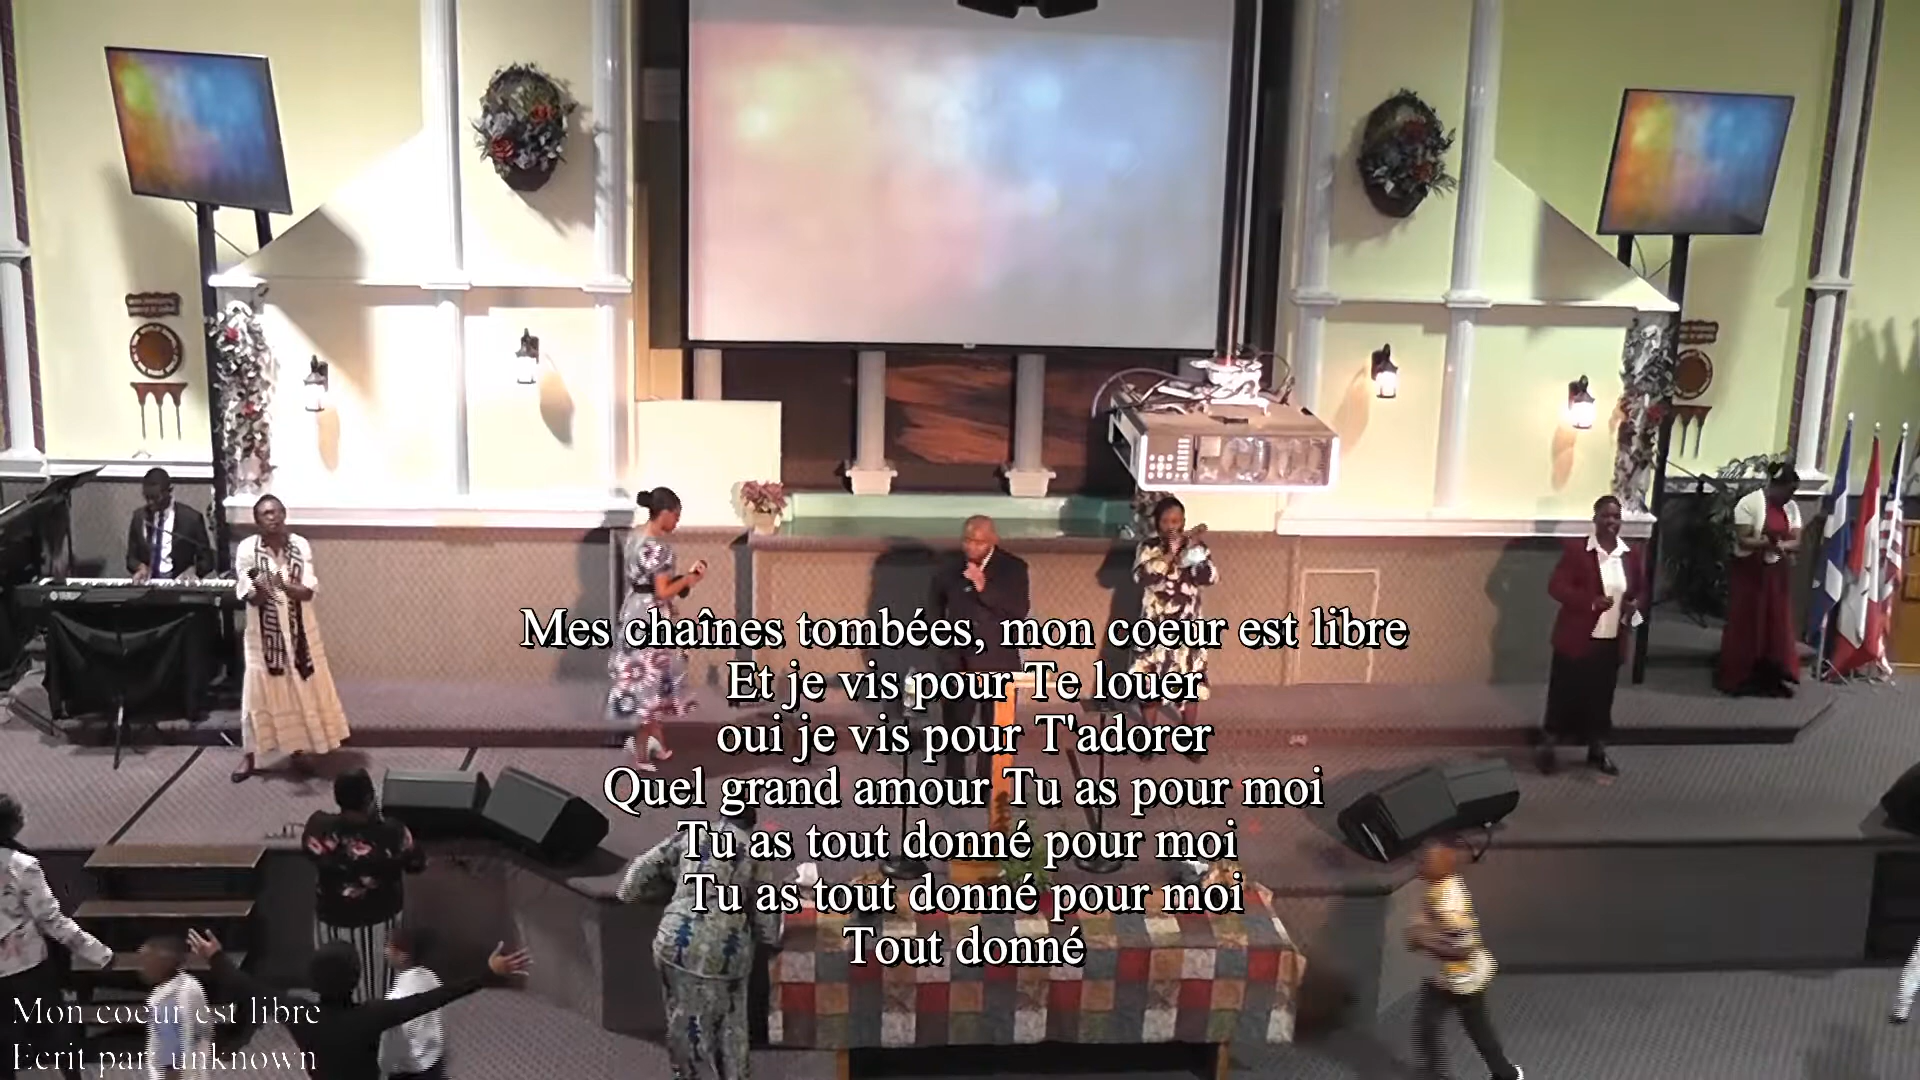 Mes chaînes tombées, mon coeur est libre
Et je vis pour Te louer
oui je vis pour T'adorer
Quel grand amour Tu as pour moi
Tu as tout donné pour moi
Tu as tout donné pour moi
Tout donné
Mon coeur est libre
Ecrit part unknown